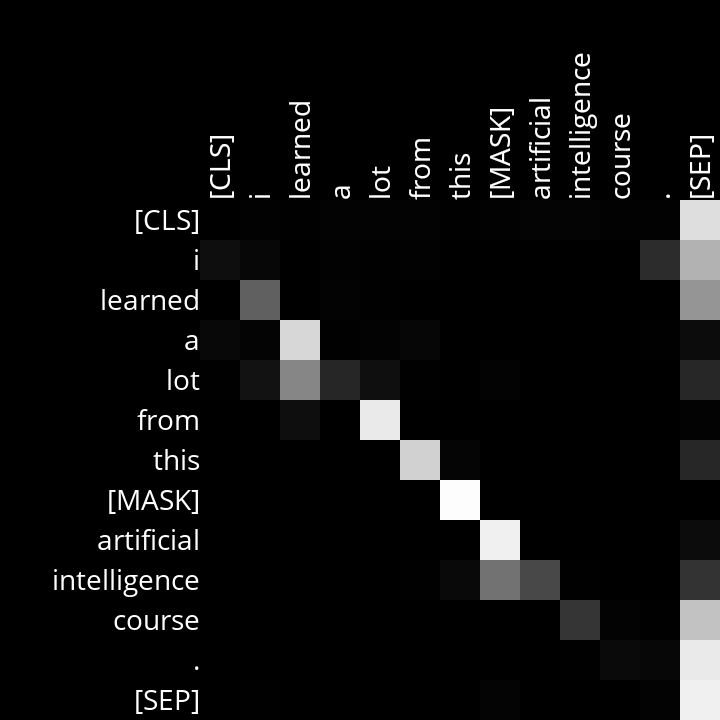 [CLS]
i
learned
a
lot
from
this
[MASK]
artificial
intelligence
course
.
[SEP]
[CLS]
i
learned
a
lot
from
this
[MASK]
artificial
intelligence
course
.
[SEP]